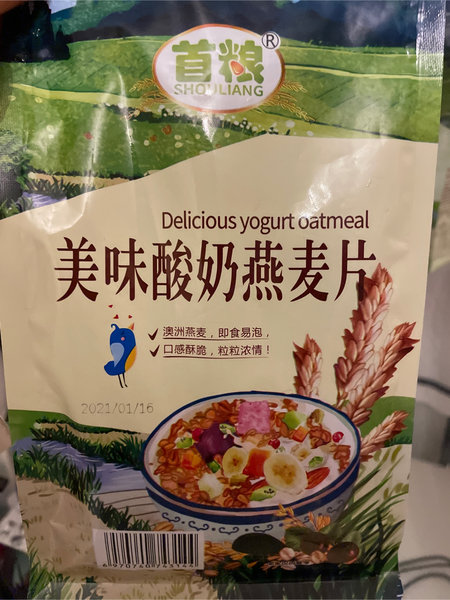 首粮®
SHOULIANG
Delicious yogurt oatmeal
美味酸奶燕麦片
澳洲燕麦，即食易泡，
口感酥脆，粒粒浓情！
2021/01/16